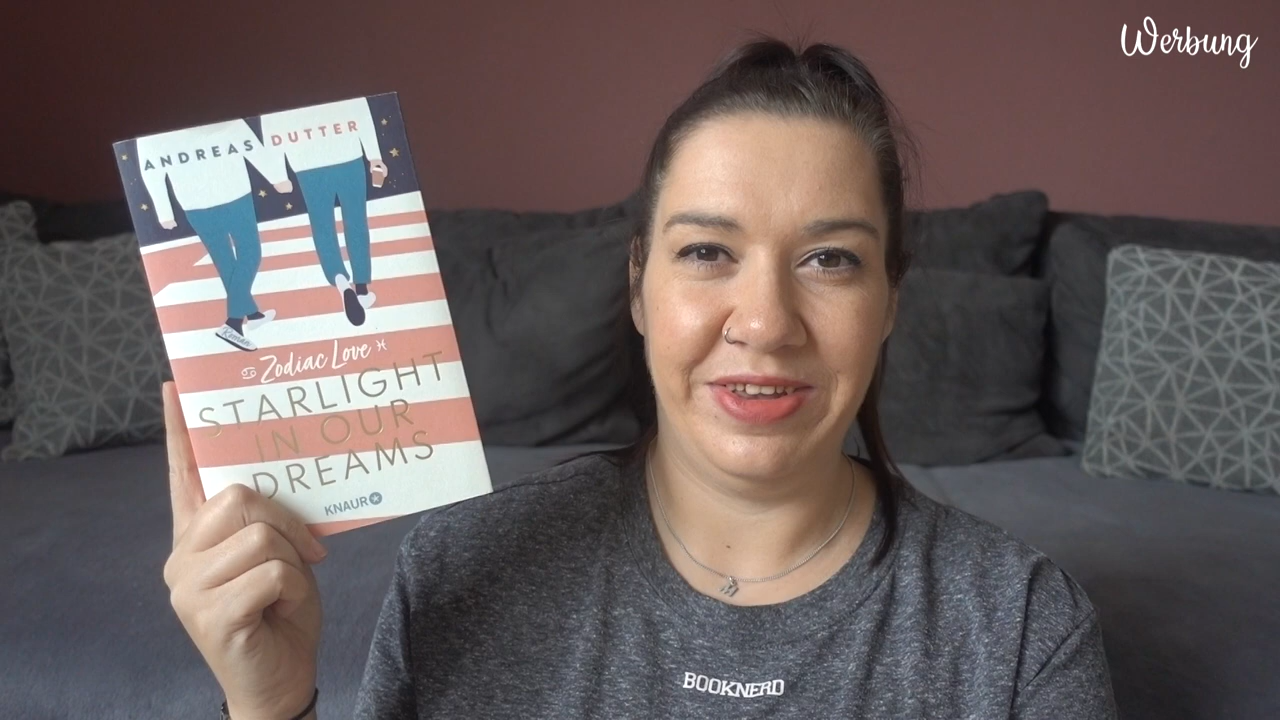 Werbung
ANDREAS DUTTER
♋ Zodiac Love ♓
STARLIGHT
IN OUR
DREAMS
KNAUR
BOOKNERD